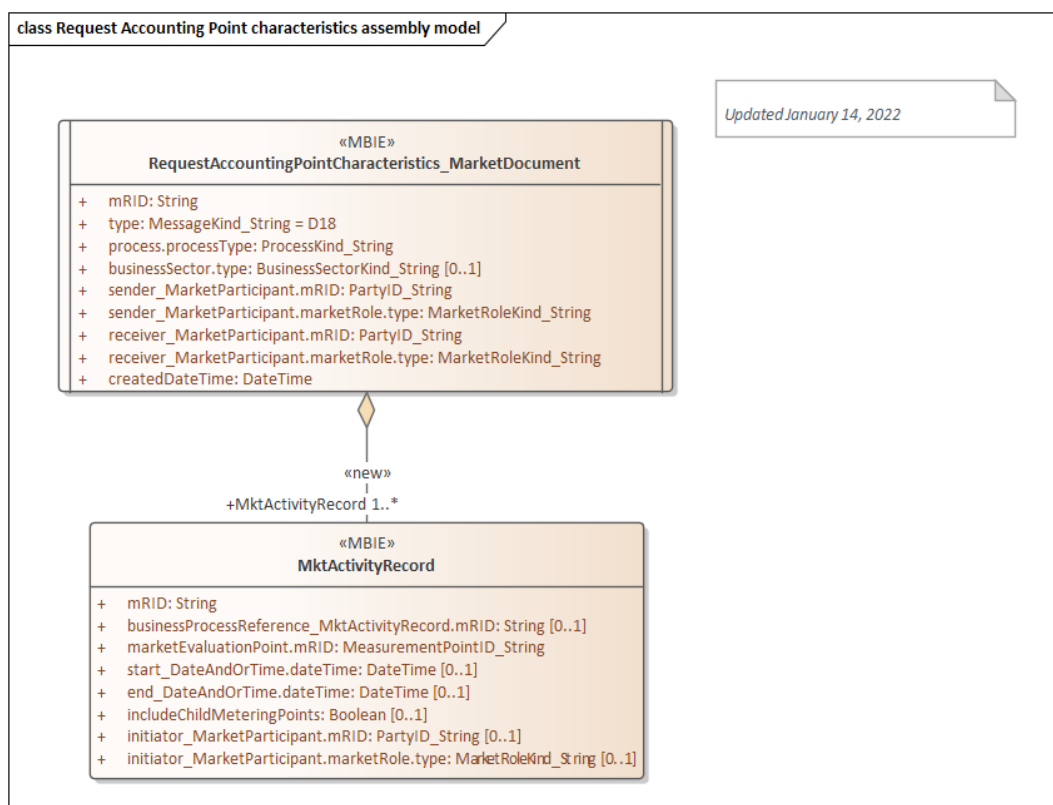 class Request Accounting Point characteristics assembly model
Updated January 14, 2022
«MBIE»
RequestAccountingPointCharacteristics_MarketDocument
+ mRID: String
+ type: MessageKind_String = D18
+ process.processType: ProcessKind_String
+ businessSector.type: BusinessSectorKind_String [0..1]
+ sender_MarketParticipant.mRID: PartyID_String
+ sender_MarketParticipant.marketRole.type: MarketRoleKind_String
+ receiver_MarketParticipant.mRID: PartyID_String
+ receiver_MarketParticipant.marketRole.type: MarketRoleKind_String
+ createdDateTime: DateTime
«new»
+MktActivityRecord 1..*
«MBIE»
MktActivityRecord
+ mRID: String
+ businessProcessReference_MktActivityRecord.mRID: String [0..1]
+ marketEvaluationPoint.mRID: MeasurementPointID_String
+ start_DateAndOrTime.dateTime: DateTime [0..1]
+ end_DateAndOrTime.dateTime: DateTime [0..1]
+ includeChildMeteringPoints: Boolean [0..1]
+ initiator_MarketParticipant.mRID: PartyID_String [0..1]
+ initiator_MarketParticipant.marketRole.type: MarketRoleKind_String [0..1]